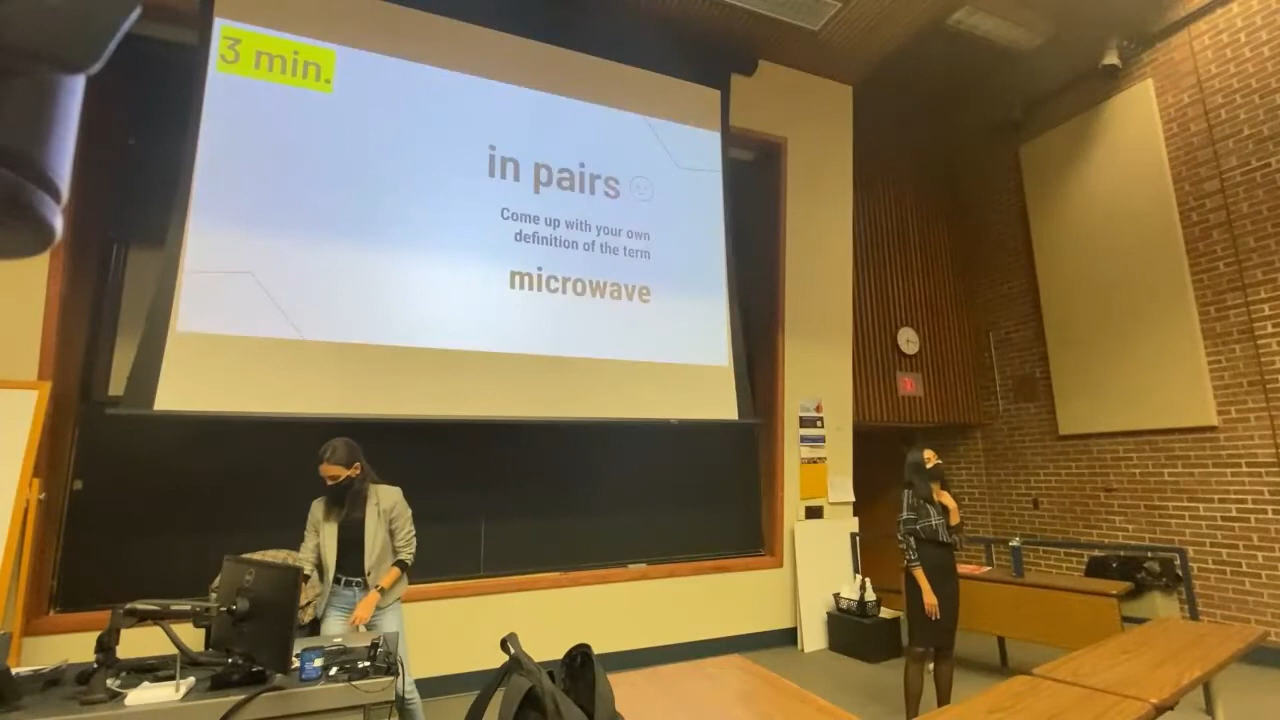 3 min.
in pairs
Come up with your own
definition of the term
microwave